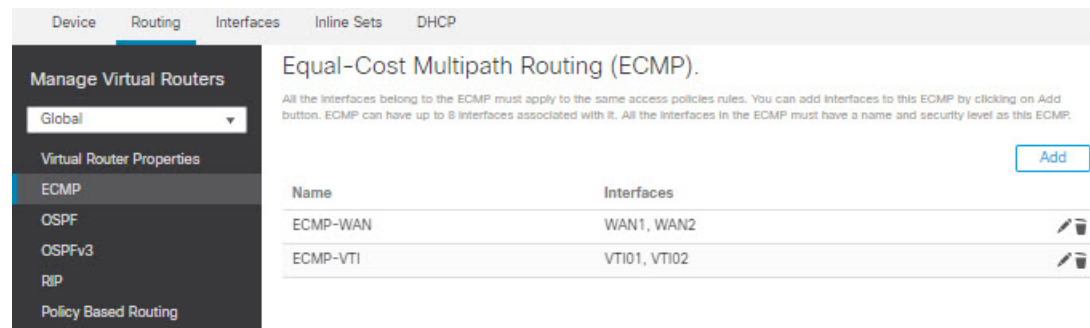 Device Routing Interfaces Inline Sets DHCP
Manage Virtual Routers
Global
Virtual Router Properties
ECMP
OSPF
OSPFv3
RIP
Policy Based Routing
Equal-Cost Multipath Routing (ECMP).
All the interfaces belong to the ECMP must apply to the same access policies rules. You can add interfaces to this ECMP by clicking on Add
button. ECMP can have up to 8 interfaces associated with it. All the interfaces in the ECMP must have a name and security level as this ECMP.
Add
Name Interfaces
ECMP-WAN WAN1, WAN2
ECMP-VTI VTI01, VTI02